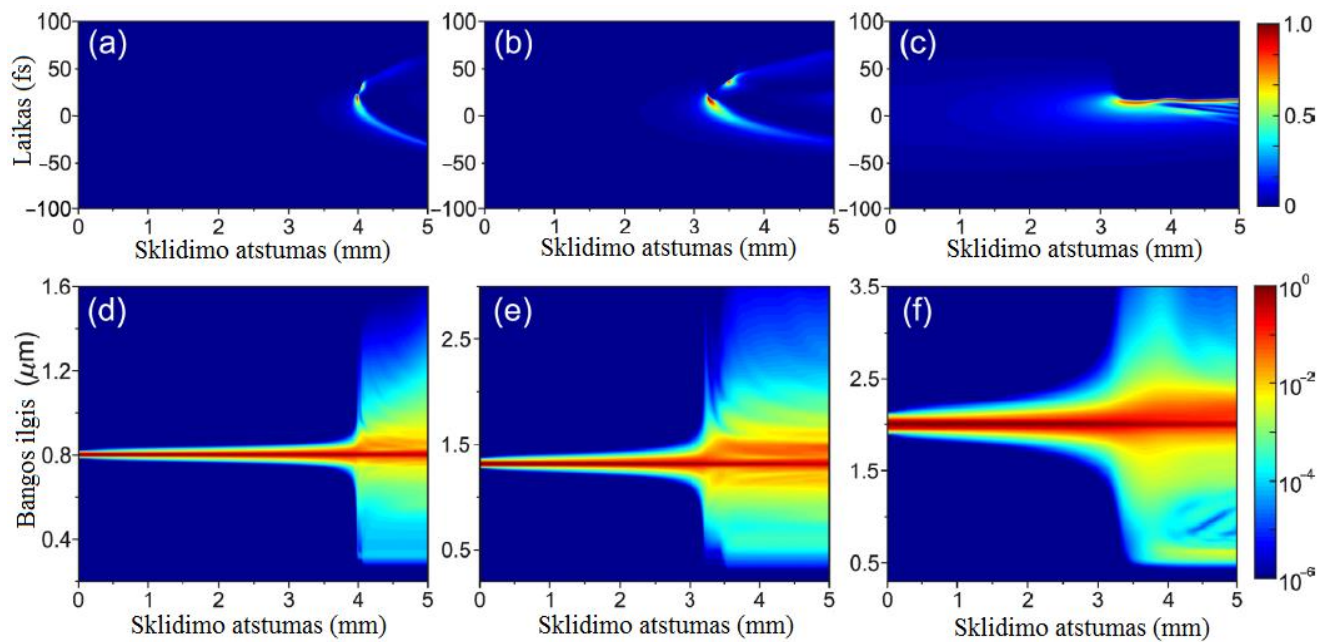 (a) (b) (c)
Laikas (fs)
100 50 0 −50 −100
0 1 2 3 4 5
Sklidimo atstumas (mm)
100 50 0 −50 −100
0 1 2 3 4 5
Sklidimo atstumas (mm)
100 50 0 −50 −100
0 1 2 3 4 5
Sklidimo atstumas (mm)
1.0 0.5 0
(d) (e) (f)
Bangos ilgis (μm)
1.6 1.2 0.8 0.4
0 1 2 3 4 5
Sklidimo atstumas (mm)
2.5 1.5 0.5
0 1 2 3 4 5
Sklidimo atstumas (mm)
3.5 2.5 1.5 0.5
0 1 2 3 4 5
Sklidimo atstumas (mm)
10⁰ 10⁻² 10⁻⁴ 10⁻⁶